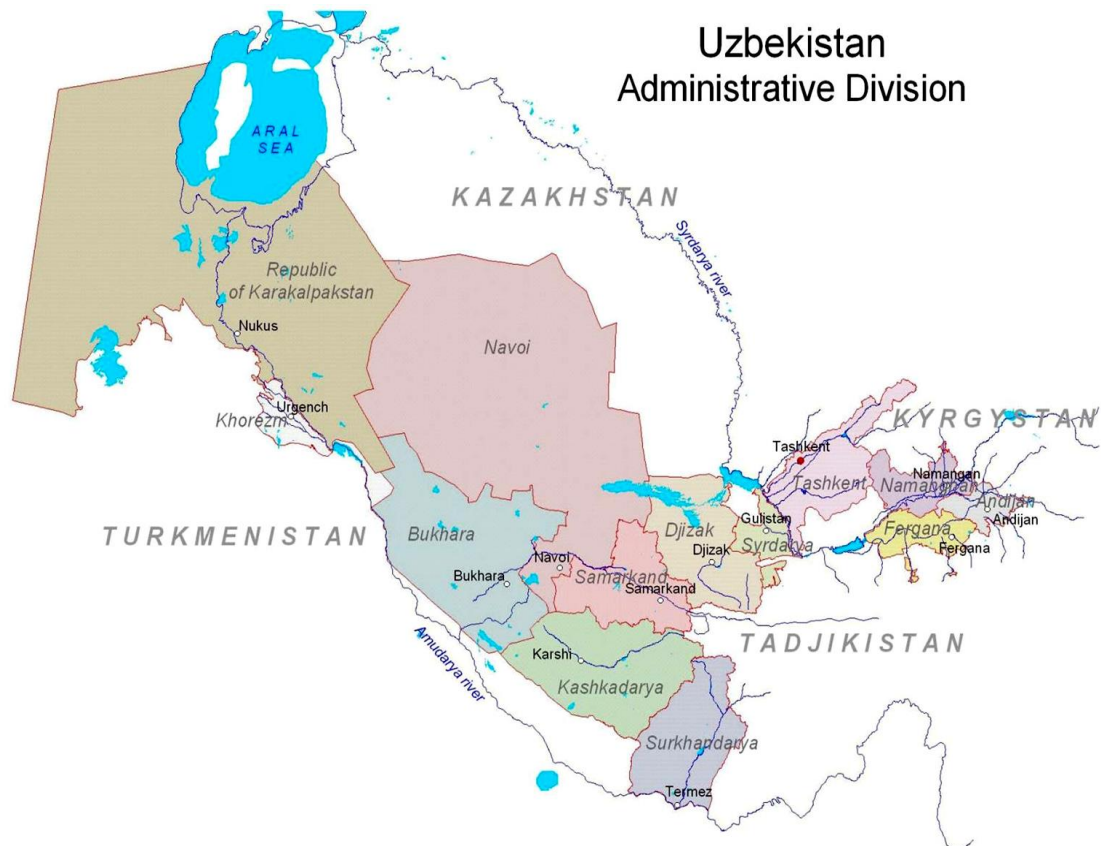 Uzbekistan
Administrative Division
ARAL
SEA
KAZAKHSTAN
Syrdarya river
Republic
of Karakalpakstan
Nukus
Navoi
Urgench
Khorezm
KYRGYSTAN
Tashkent
Tashkent
Namangan
Namangan
Andijan
Andijan
Gulistan
Syrdarya
Fergana
Fergana
TURKMENISTAN
Bukhara
Bukhara
Navoi
Djizak
Djizak
Samarkand
Samarkand
TADJIKISTAN
Amudarya river
Karshi
Kashkadarya
Surkhandarya
Termez